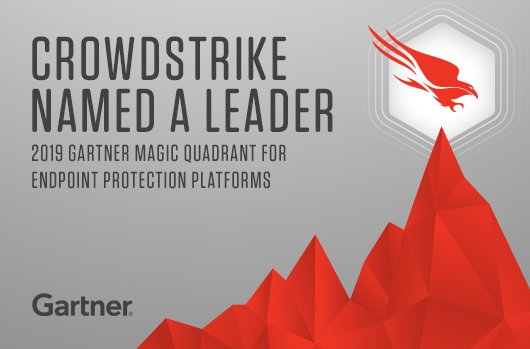 CROWDSTRIKE
NAMED A LEADER
2019 GARTNER MAGIC QUADRANT FOR
ENDPOINT PROTECTION PLATFORMS
Gartner®